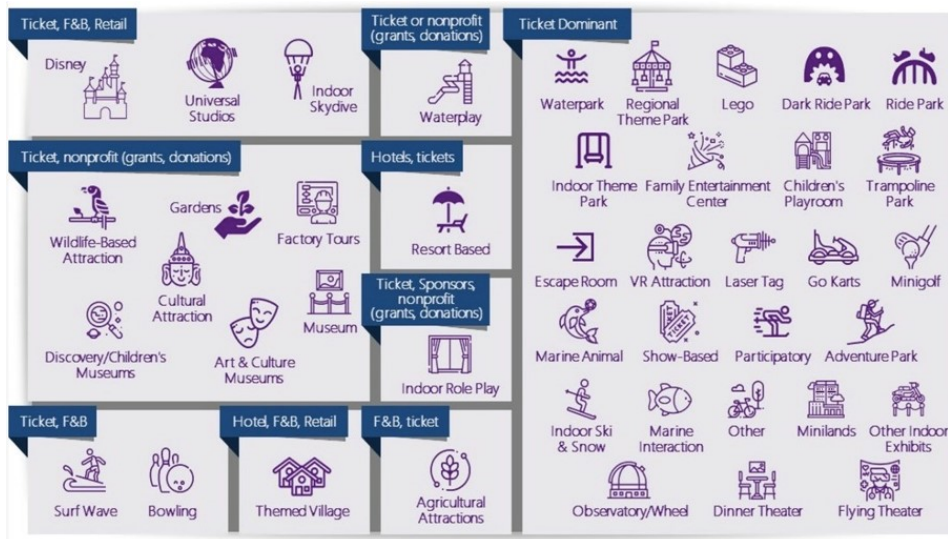 Ticket, F&B, Retail
Disney
Universal
Studios
Indoor
Skydive
Ticket or nonprofit
(grants, donations)
Waterplay
Ticket Dominant
Waterpark
Regional
Theme Park
Lego
Dark Ride Park
Ride Park
Indoor Theme
Park
Family Entertainment
Center
Children's
Playroom
Trampoline
Park
Escape Room
VR Attraction
Laser Tag
Go Karts
Minigolf
Marine Animal
Show-Based
TICKET
Participatory
Adventure Park
Indoor Ski
& Snow
Marine
Interaction
Other
Minilands
Other Indoor
Exhibits
Observatory/Wheel
Dinner Theater
Flying Theater
Ticket, nonprofit (grants, donations)
Wildlife-Based
Attraction
Gardens
Factory Tours
Cultural
Attraction
Museum
Discovery/Children's
Museums
Art & Culture
Museums
Hotels, tickets
Resort Based
Ticket, Sponsors,
nonprofit
(grants, donations)
Indoor Role Play
Ticket, F&B
Surf Wave
Bowling
Hotel, F&B, Retail
Themed Village
F&B, ticket
Agricultural
Attractions